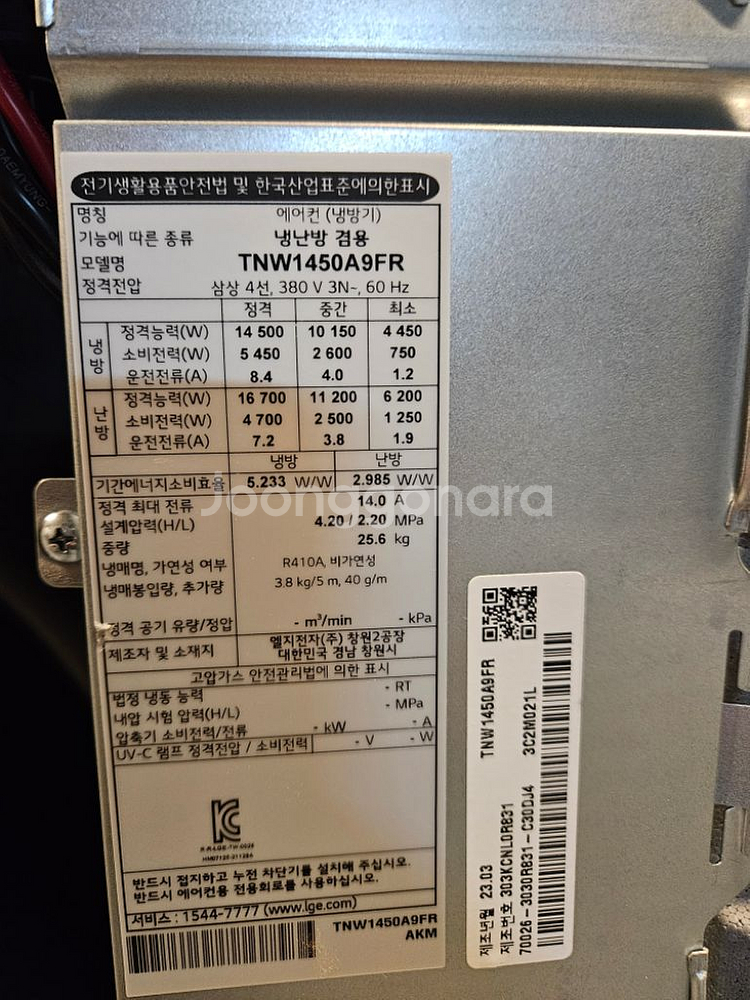 DAEMYUNG
전기생활용품안전법 및 한국산업표준에의한표시
명칭 에어컨 (냉방기)
기능에 따른 종류 냉난방 겸용
모델명 TNW1450A9FR
정격전압 삼상 4선, 380 V 3N~, 60 Hz
정격 중간 최소
냉방
정격능력(W) 14 500 10 150 4 450
소비전력(W) 5 450 2 600 750
운전전류(A) 8.4 4.0 1.2
난방
정격능력(W) 16 700 11 200 6 200
소비전력(W) 4 700 2 500 1 250
운전전류(A) 7.2 3.8 1.9
냉방 난방
기간에너지소비효율 5.233 W/W 2.985 W/W
정격 최대 전류 14.0 A
설계압력(H/L) 4.20 / 2.20 MPa
중량 25.6 kg
냉매명, 가연성 여부 R410A, 비가연성
냉매봉입량, 추가량 3.8 kg/5 m, 40 g/m
정격 공기 유량/정압 - m³/min - kPa
제조자 및 소재지 엘지전자(주) 창원2공장
대한민국 경남 창원시
고압가스 안전관리법에 의한 표시
법정 냉동 능력 - RT
내압 시험 압력(H/L) - MPa
압축기 소비전력/전류 - kW - A
UV-C 램프 정격전압 / 소비전력 - V - W
반드시 접지하고 누전 차단기를 설치해 주십시오.
반드시 에어컨용 전용회로를 사용하십시오.
서비스 : 1544-7777 (www.lge.com)
TNW1450A9FR
AKM
TNW1450A9FR
3C2M021L
제조년월 23.03
제조번호 303KCNL0R831
70026-3030R831-C30DJ4
Joonggonara